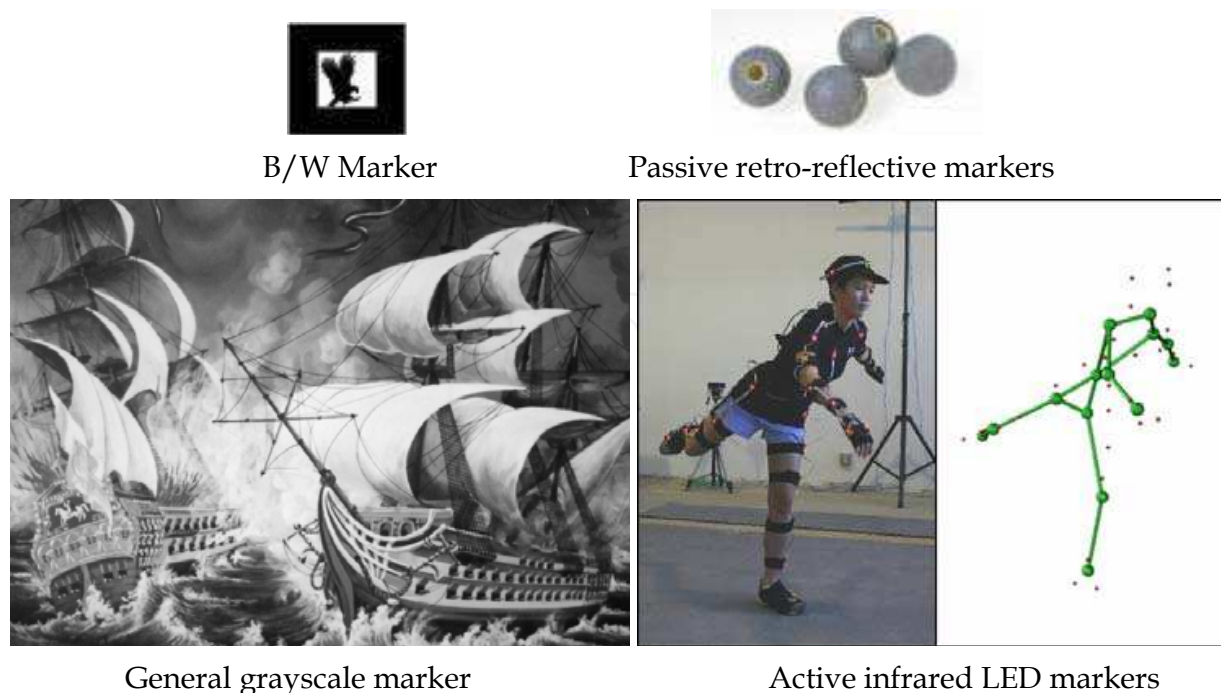 B/W Marker
Passive retro-reflective markers
General grayscale marker
Active infrared LED markers